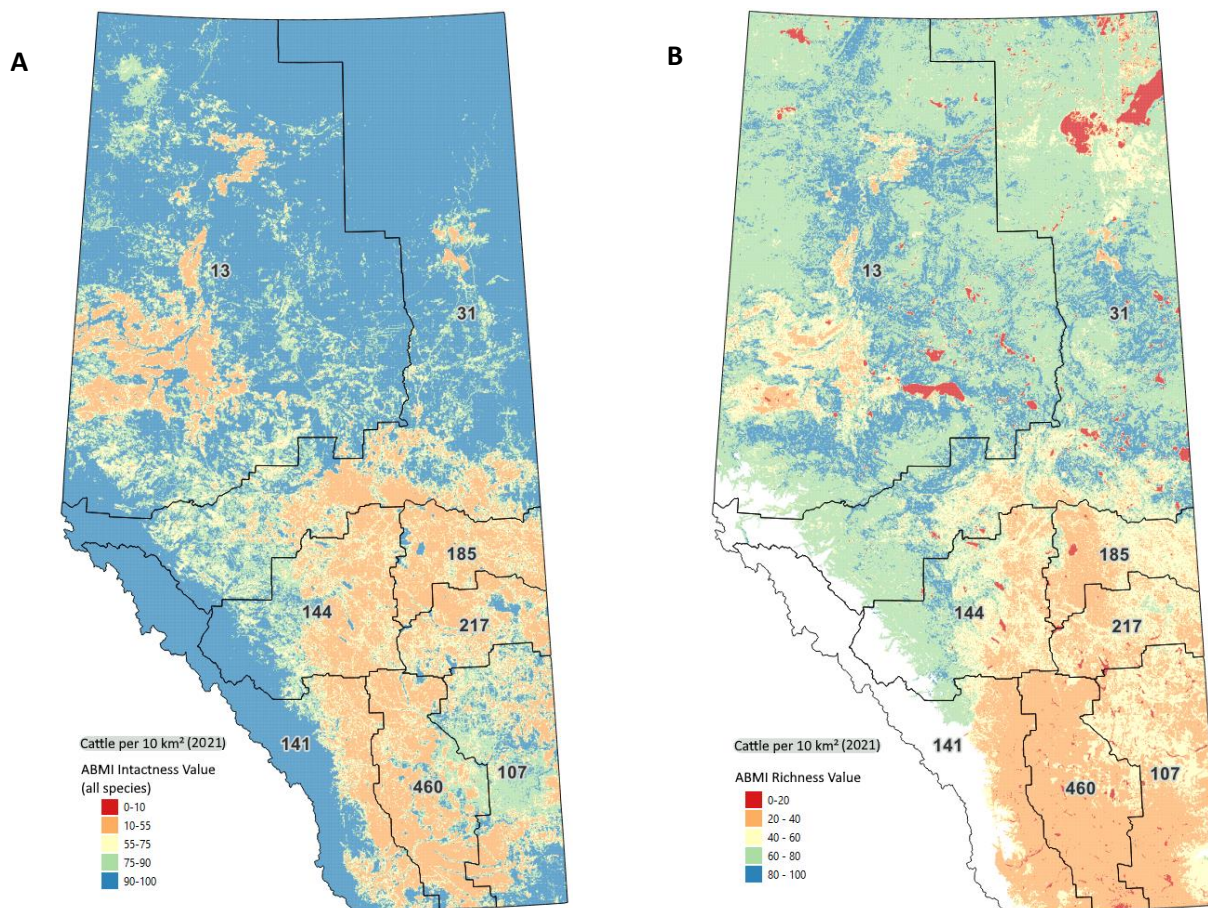 A
13
31
185
144
217
141
460
107
Cattle per 10 km² (2021)
ABMI Intactness Value
(all species)
0-10
10-55
55-75
75-90
90-100
B
13
31
185
144
217
141
460
107
Cattle per 10 km² (2021)
ABMI Richness Value
0-20
20 - 40
40 - 60
60 - 80
80 - 100